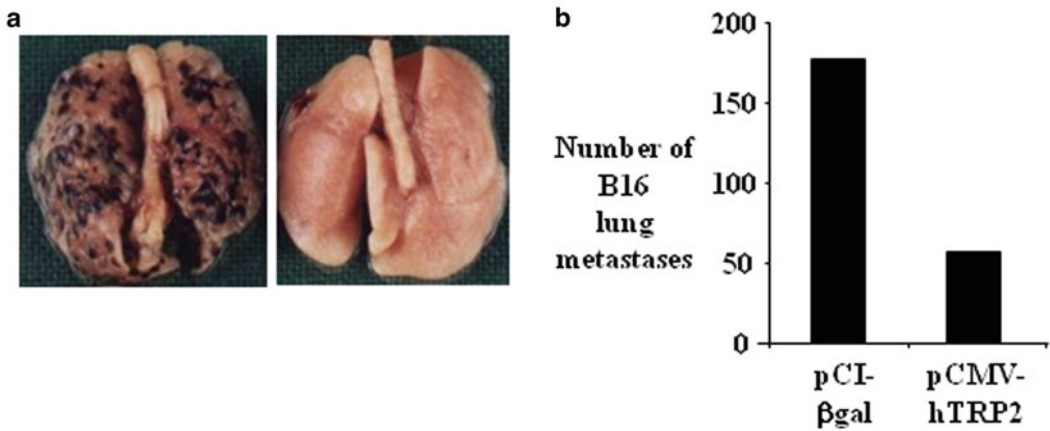 a
b
Number of
B16
lung
metastases
200
150
100
50
0
pCI-
βgal
pCMV-
hTRP2